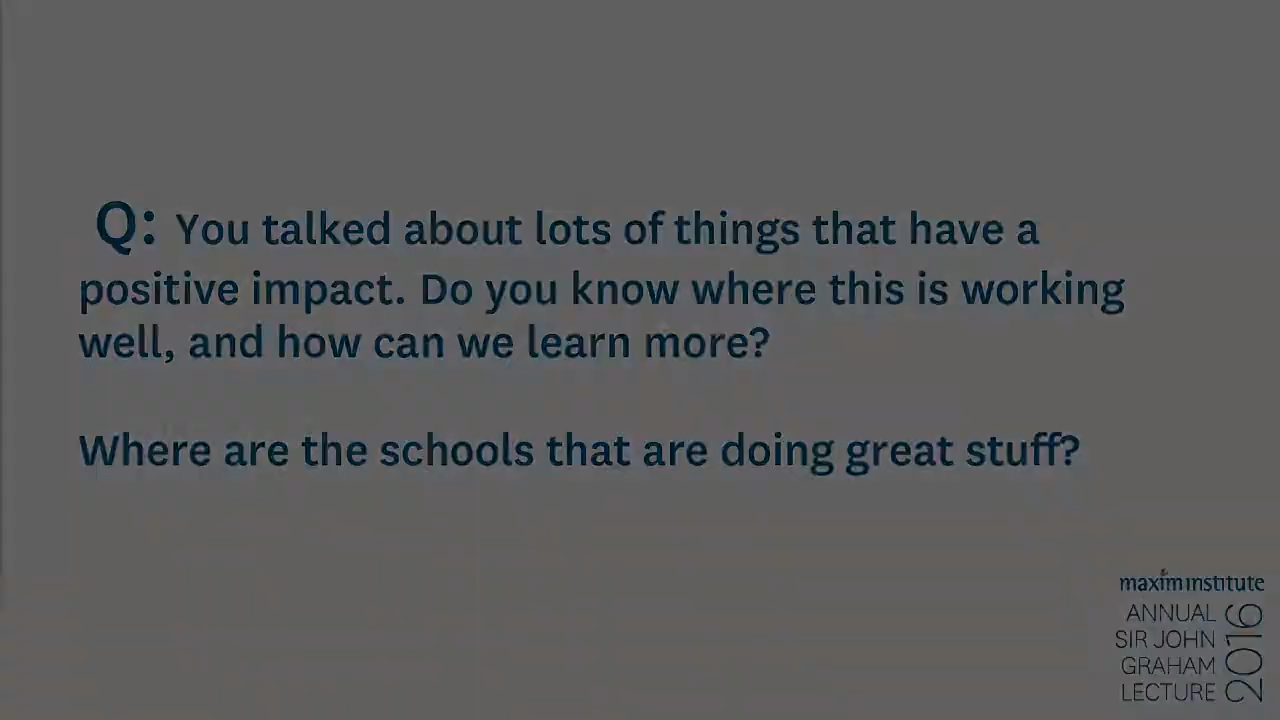 Q: You talked about lots of things that have a
positive impact. Do you know where this is working
well, and how can we learn more?
Where are the schools that are doing great stuff?
maxim institute
ANNUAL
SIR JOHN
GRAHAM
LECTURE
2016